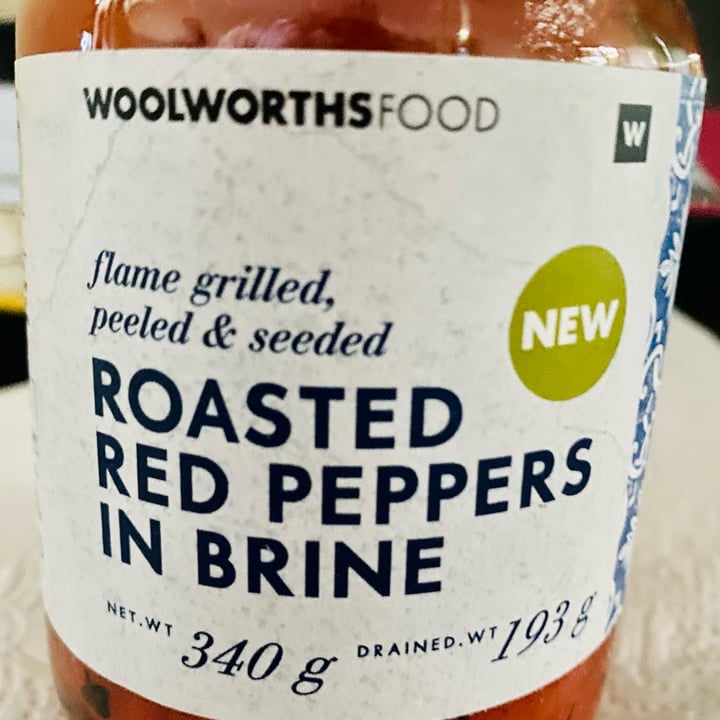 WOOLWORTHSFOOD
W
flame grilled,
peeled & seeded
NEW
ROASTED
RED PEPPERS
IN BRINE
NET.WT 340 g DRAINED.WT 193 g